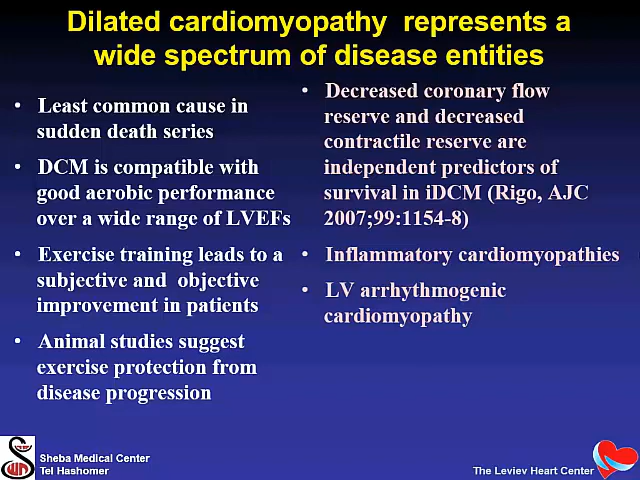 Dilated cardiomyopathy represents a
wide spectrum of disease entities
• Least common cause in
sudden death series
• DCM is compatible with
good aerobic performance
over a wide range of LVEFs
• Exercise training leads to a
subjective and objective
improvement in patients
• Animal studies suggest
exercise protection from
disease progression
• Decreased coronary flow
reserve and decreased
contractile reserve are
independent predictors of
survival in iDCM (Rigo, AJC
2007;99:1154-8)
• Inflammatory cardiomyopathies
• LV arrhythmogenic
cardiomyopathy
Sheba Medical Center
Tel Hashomer
The Leviev Heart Center